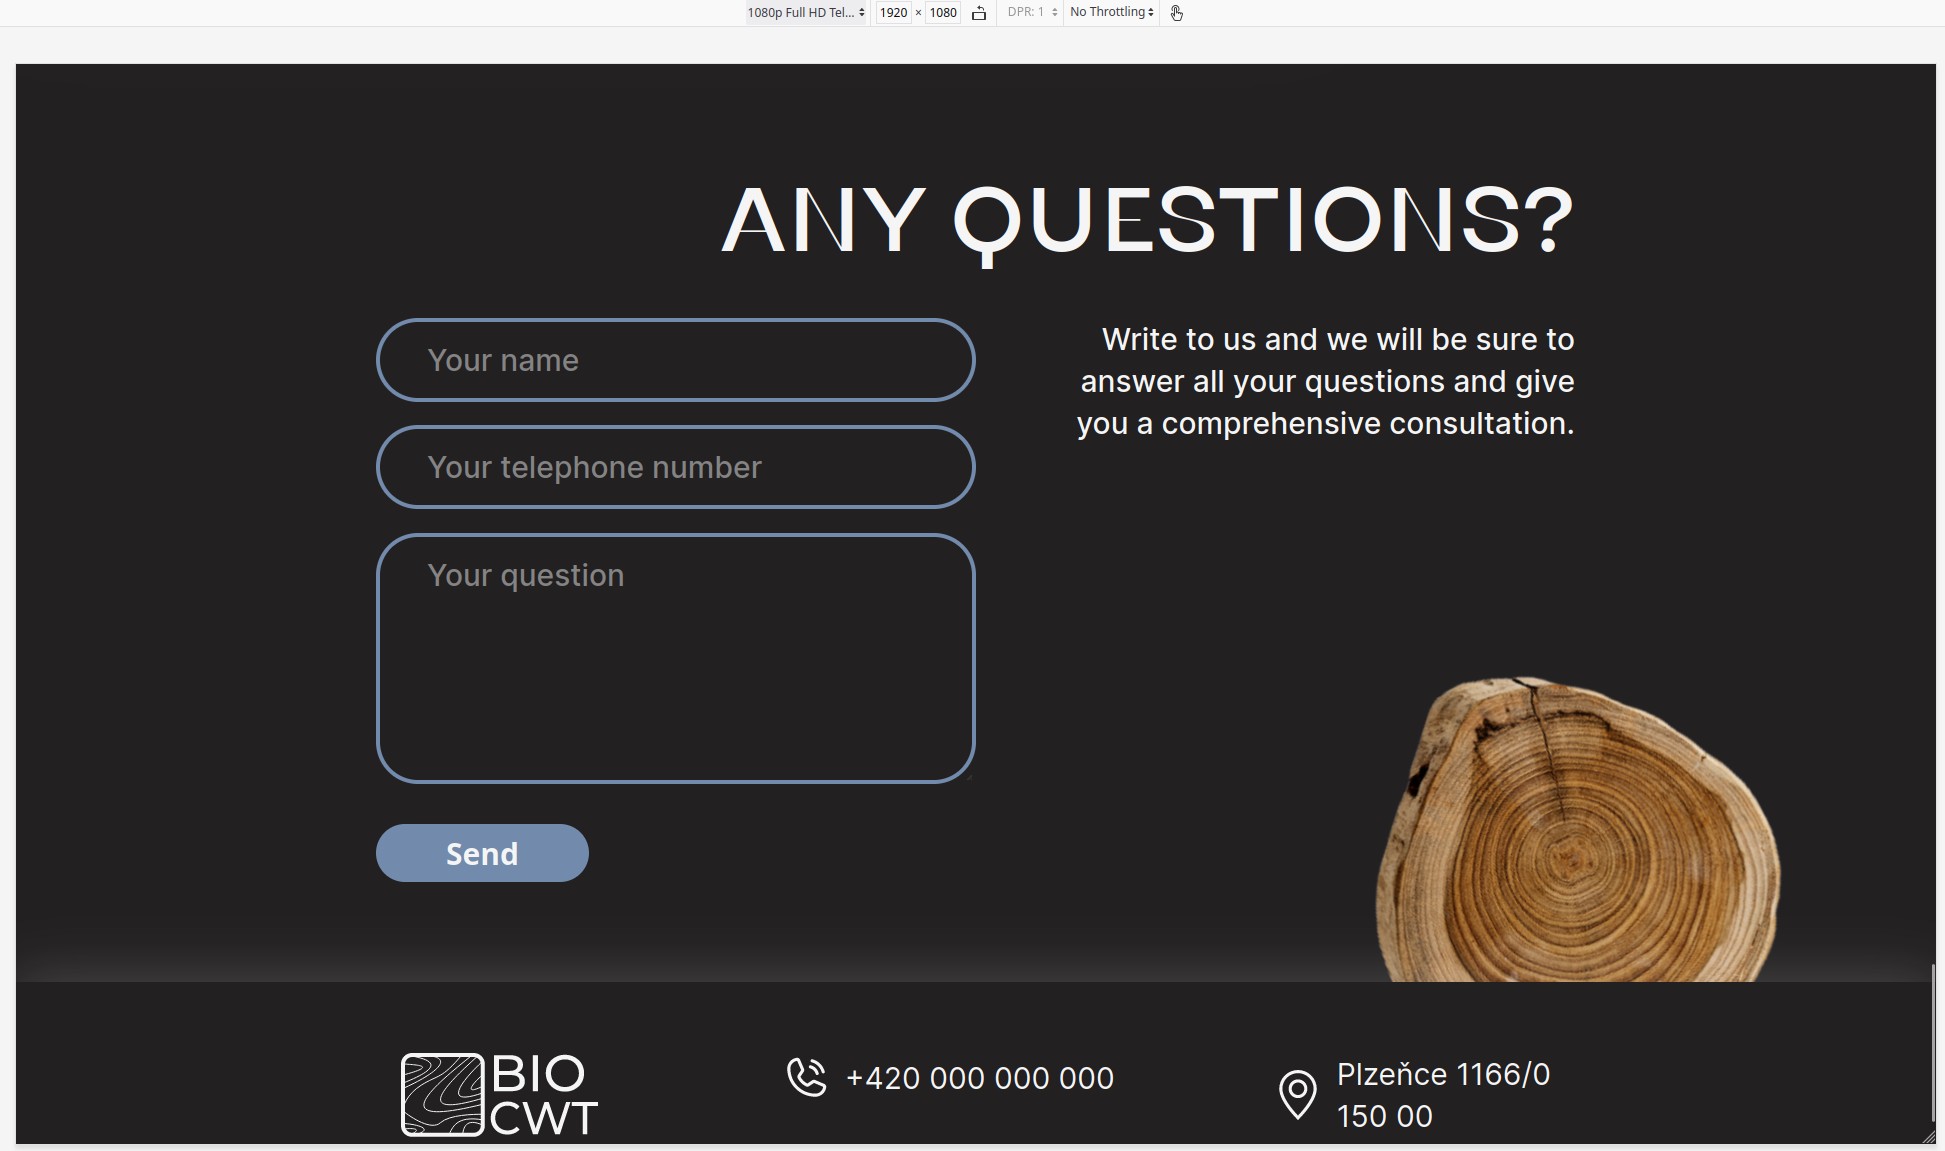 1080p Full HD Tel... 1920 × 1080 DPR: 1 No Throttling
ANY QUESTIONS?
Your name
Your telephone number
Your question
Send
Write to us and we will be sure to
answer all your questions and give
you a comprehensive consultation.
BIO
CWT
+420 000 000 000
Plzeňce 1166/0
150 00